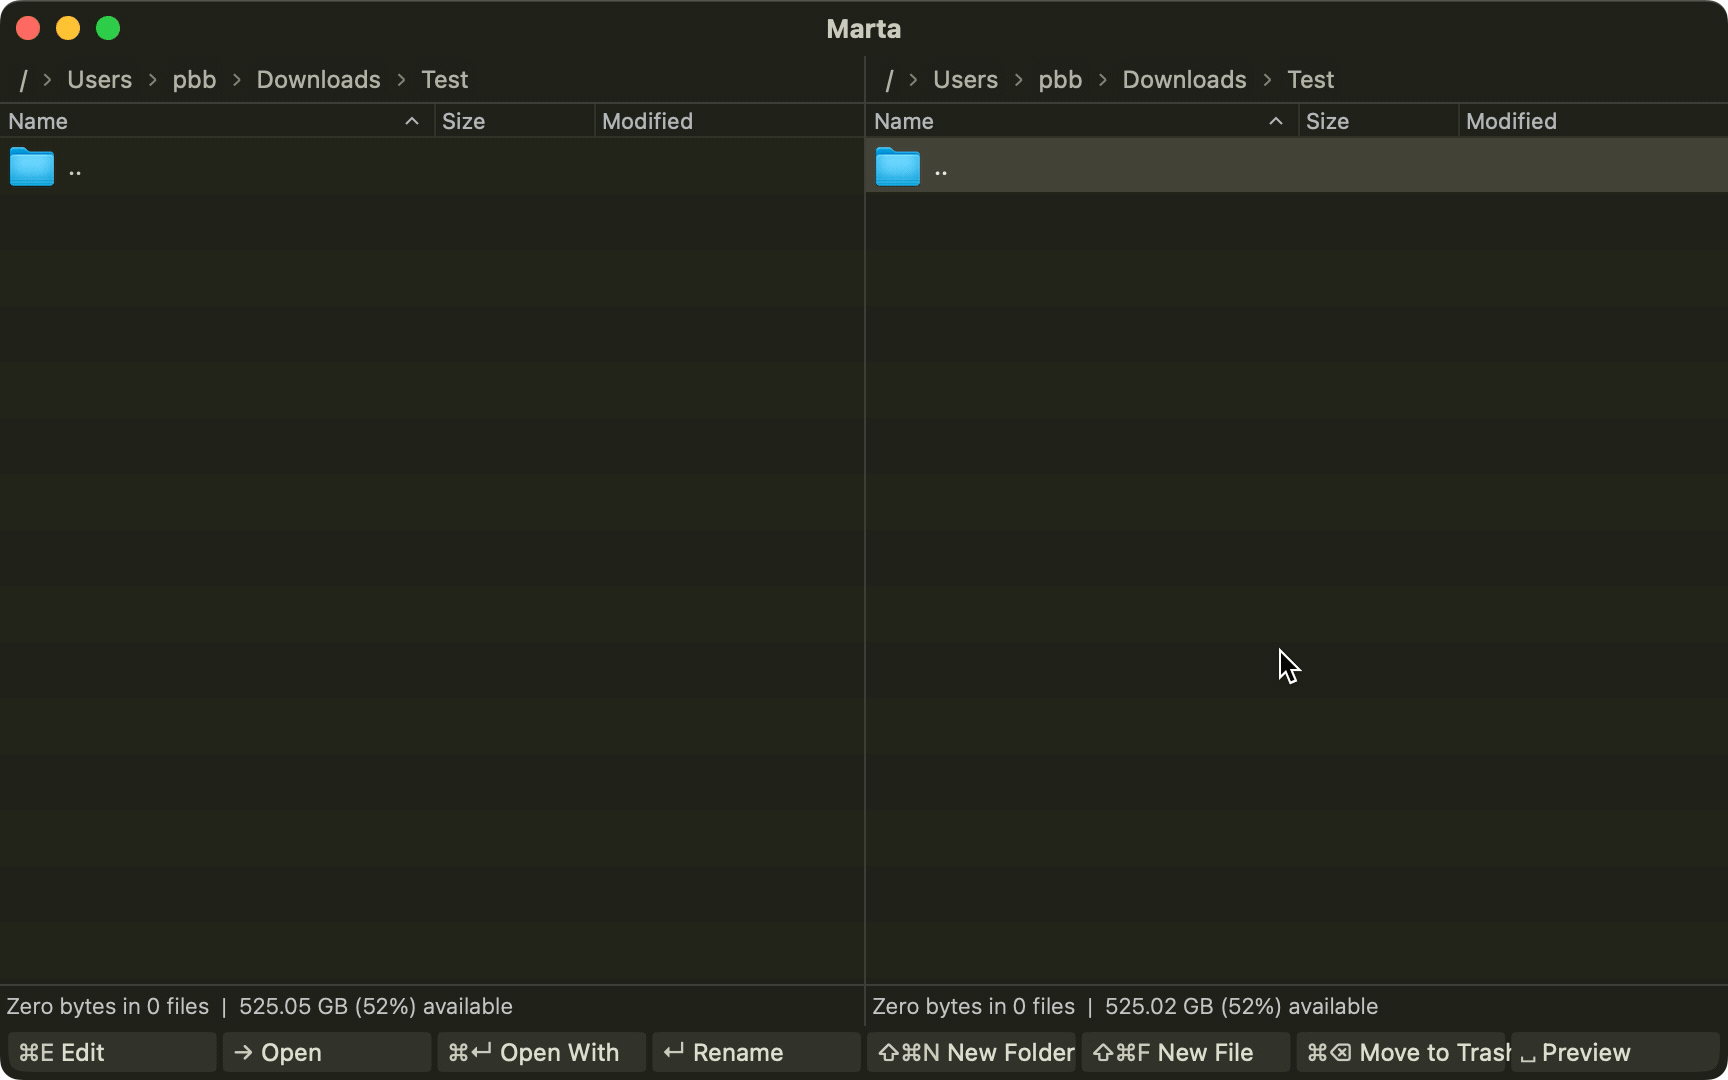 Marta
/ › Users › pbb › Downloads › Test
/ › Users › pbb › Downloads › Test
Name Size Modified
Name Size Modified
..
..
Zero bytes in 0 files | 525.05 GB (52%) available
Zero bytes in 0 files | 525.02 GB (52%) available
⌘E Edit
→ Open
⌘↩ Open With
↩ Rename
⇧⌘N New Folder
⇧⌘F New File
⌘⌫ Move to Trash
␣ Preview